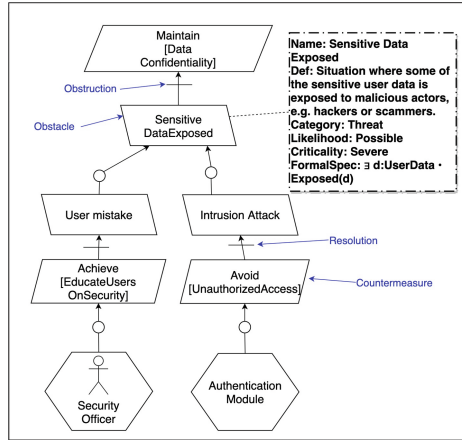 Maintain
[Data
Confidentiality]
Obstruction
Obstacle
Sensitive
DataExposed
Name: Sensitive Data
Exposed
Def: Situation where some of
the sensitive user data is
exposed to malicious actors,
e.g. hackers or scammers.
Category: Threat
Likelihood: Possible
Criticality: Severe
FormalSpec: ∃ d:UserData ·
Exposed(d)
User mistake
Intrusion Attack
Resolution
Achieve
[EducateUsers
OnSecurity]
Avoid
[UnauthorizedAccess]
Countermeasure
Security
Officer
Authentication
Module